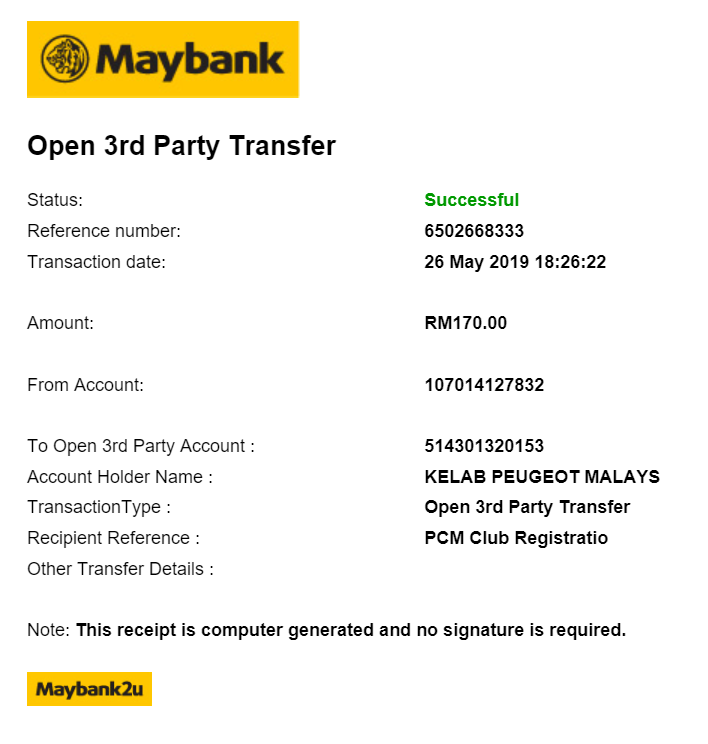 Maybank
Open 3rd Party Transfer
Status: Successful
Reference number: 6502668333
Transaction date: 26 May 2019 18:26:22
Amount: RM170.00
From Account: 107014127832
To Open 3rd Party Account : 514301320153
Account Holder Name : KELAB PEUGEOT MALAYS
TransactionType : Open 3rd Party Transfer
Recipient Reference : PCM Club Registratio
Other Transfer Details :
Note: This receipt is computer generated and no signature is required.
Maybank2u